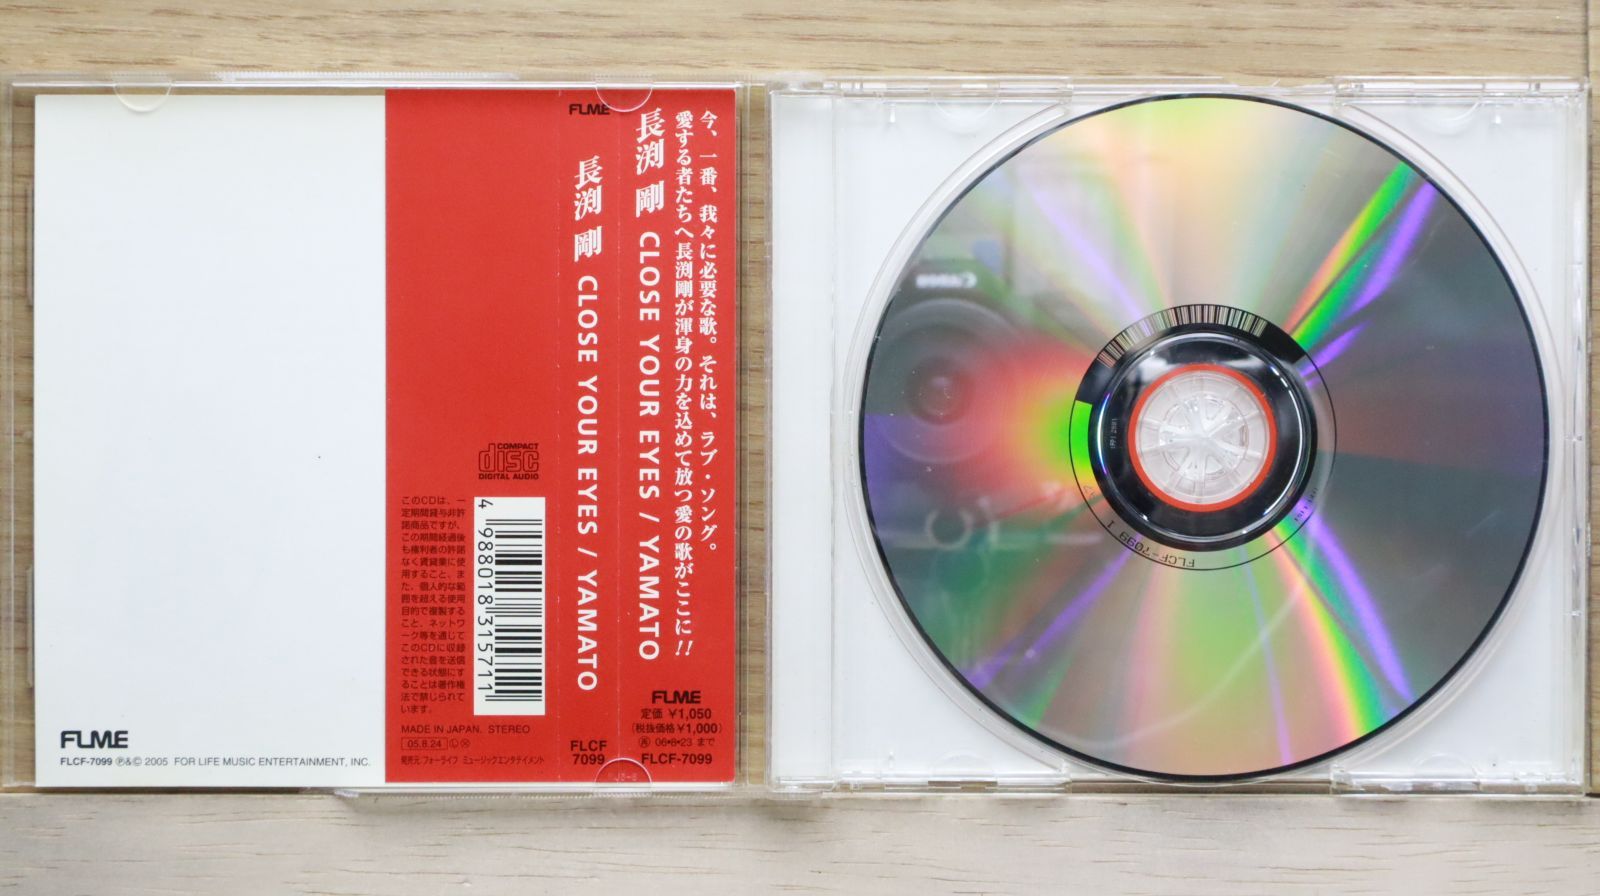 FLME
FLCF-7099 ℗&© 2005 FOR LIFE MUSIC ENTERTAINMENT, INC.
今、一番、我々に必要な歌。それは、ラブ・ソング。
愛する者たちへ長渕剛が渾身の力を込めて放つ愛の歌がここに!!
長渕 剛 CLOSE YOUR EYES / YAMATO
FLME
定価 ¥1,050
(税抜価格¥1,000)
再 06•8•23 まで
FLCF-7099
FLME
長渕 剛 CLOSE YOUR EYES / YAMATO
FLCF
7099
COMPACT
disc
DIGITAL AUDIO
このCDは、一
定期間貸与非許
諾商品ですが、
この期間経過後
も権利者の許諾
なく賃貸業に使
用すること、ま
た、個人的な範
囲を超える使用
目的で複製する
こと、ネットワ
ーク等を通じて
このCDに収録
された音を送信
できる状態にす
ることは著作権
法で禁じられて
います。
4 988018 315711
MADE IN JAPAN. STEREO
05.8.24 Ⓛ Ⓧ
発売元:フォーライフ ミュージックエンタテイメント
Canon
FLCF-7099 1